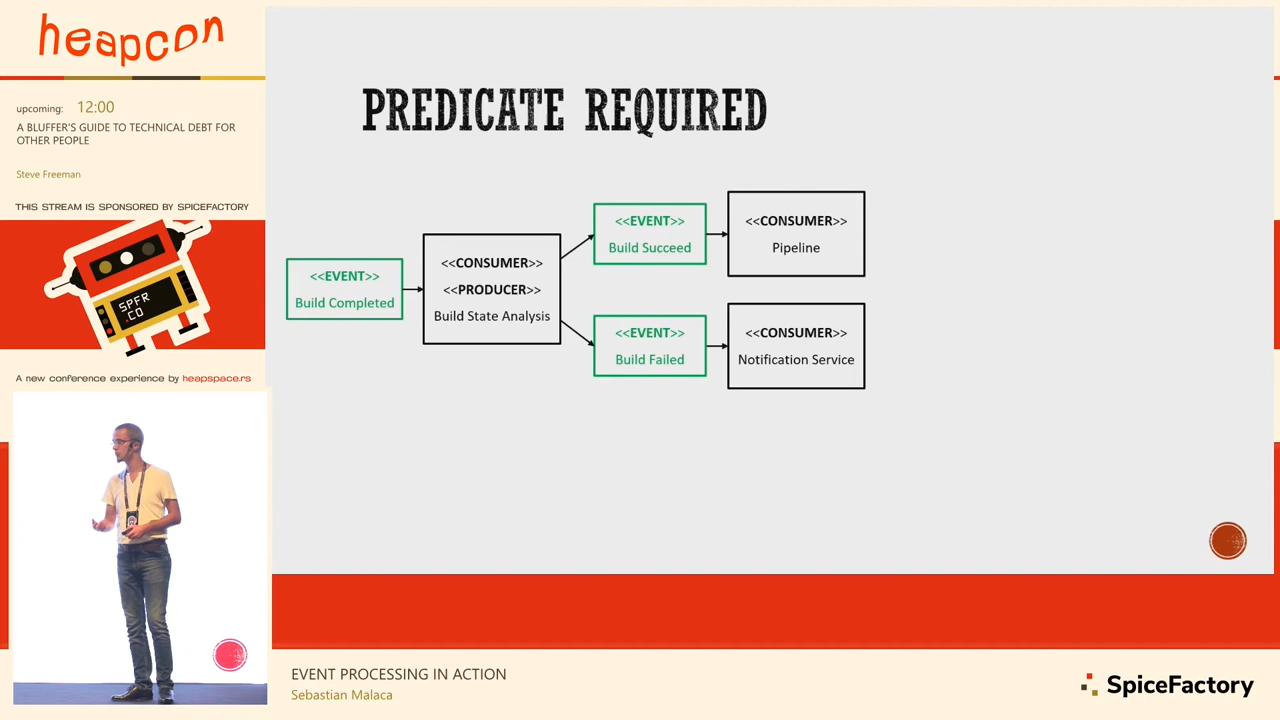 heapcon
upcoming: 12:00
A BLUFFER'S GUIDE TO TECHNICAL DEBT FOR
OTHER PEOPLE
Steve Freeman
THIS STREAM IS SPONSORED BY SPICEFACTORY
SPFR
.CO
A new conference experience by heapspace.rs
PREDICATE REQUIRED
<<EVENT>>
Build Completed
<<CONSUMER>>
<<PRODUCER>>
Build State Analysis
<<EVENT>>
Build Succeed
<<CONSUMER>>
Pipeline
<<EVENT>>
Build Failed
<<CONSUMER>>
Notification Service
EVENT PROCESSING IN ACTION
Sebastian Malaca
SpiceFactory